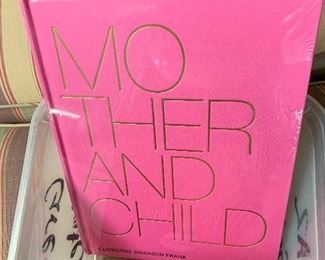 MO
THER
AND
CHILD
CLAIBORNE SWANSON FRANK